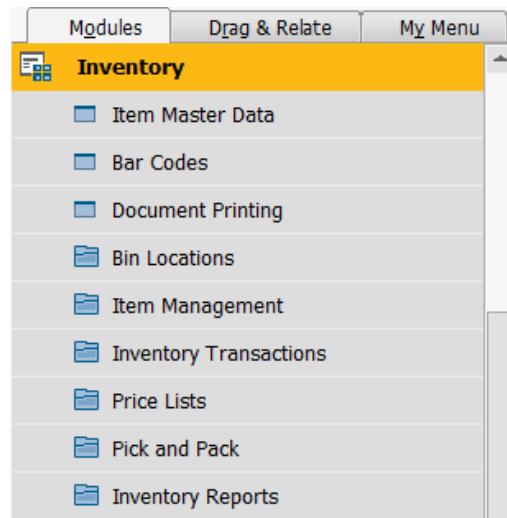 Modules Drag & Relate My Menu
Inventory
Item Master Data
Bar Codes
Document Printing
Bin Locations
Item Management
Inventory Transactions
Price Lists
Pick and Pack
Inventory Reports